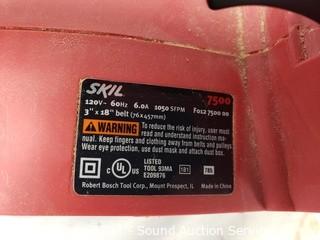 SKIL 7500
120V~ 60Hz 6.0A 1050 SFPM F012 7500 00
3" x 18" belt (76x457mm)
WARNING To reduce the risk of injury, user must
read and understand instruction ma-
nual. Keep fingers and clothing away from belts and pulleys.
Wear eye protection, use dust mask and attach dust box.
C UL US LISTED
TOOL 93MA
E209876
181
Robert Bosch Tool Corp., Mount Prospect, IL Made in China